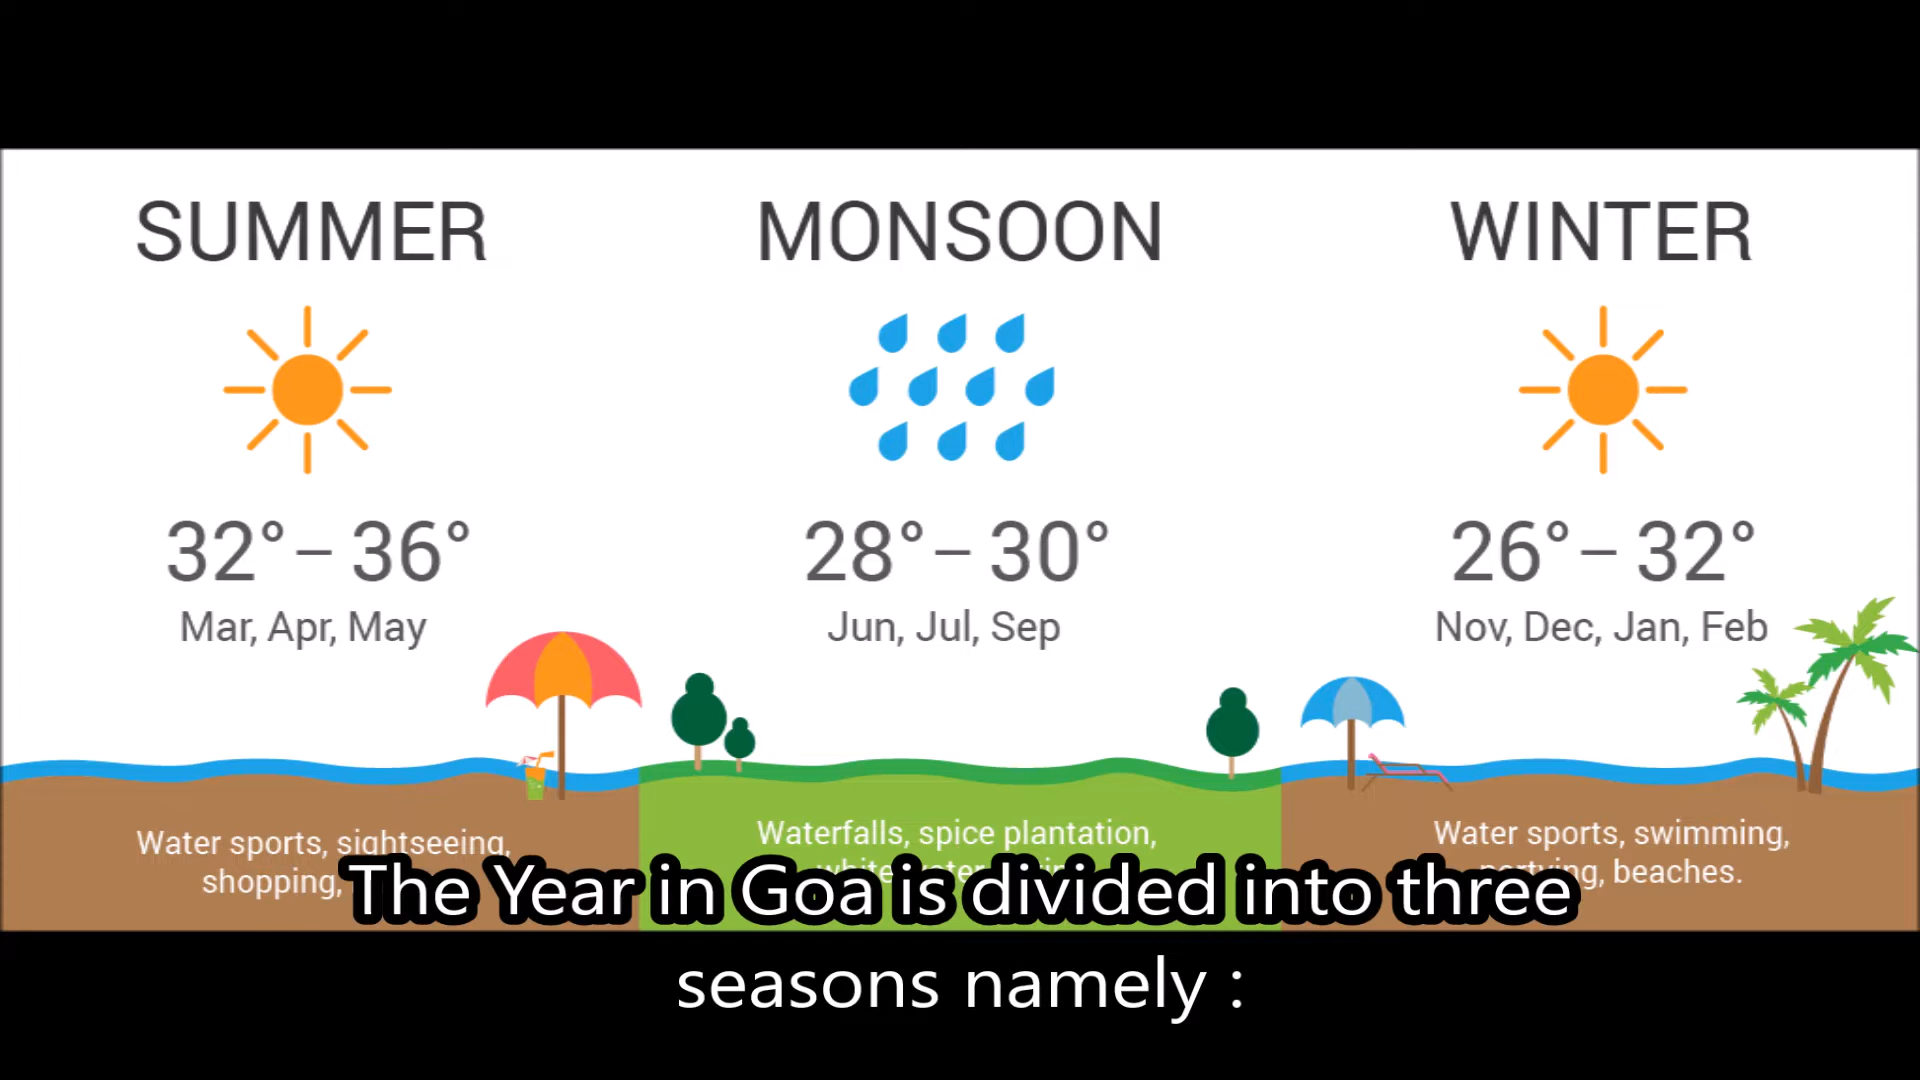 SUMMER
32°– 36°
Mar, Apr, May
Water sports, sightseeing,
shopping,
MONSOON
28°– 30°
Jun, Jul, Sep
Waterfalls, spice plantation,
WINTER
26°– 32°
Nov, Dec, Jan, Feb
Water sports, swimming,
partying, beaches.
The Year in Goa is divided into three
seasons namely :